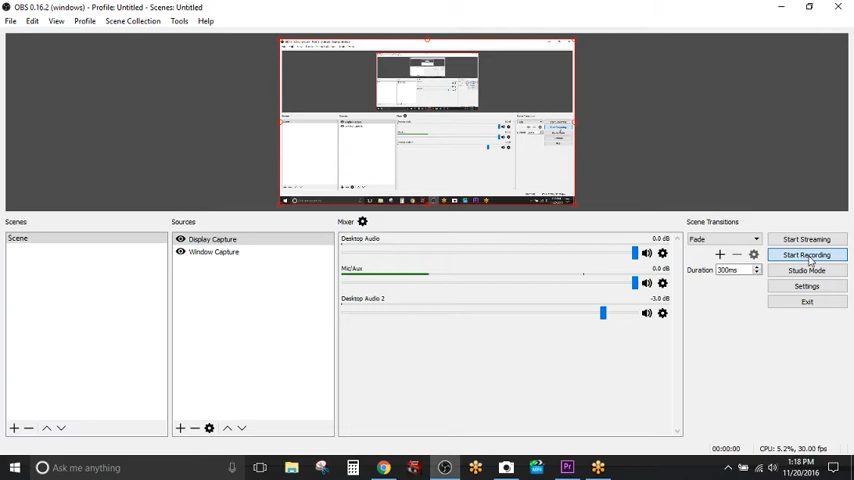 OBS 0.16.2 (windows) - Profile: Untitled - Scenes: Untitled
File Edit View Profile Scene Collection Tools Help
Scenes Sources Mixer Scene Transitions
Scene
Display Capture
Window Capture
Desktop Audio 0.0 dB
Mic/Aux 0.0 dB
Desktop Audio 2 -3.0 dB
Fade
Duration 300ms
Start Streaming
Start Recording
Studio Mode
Settings
Exit
00:00:00 CPU: 5.2%, 30.00 fps
Ask me anything
Pr
1:18 PM
11/20/2016